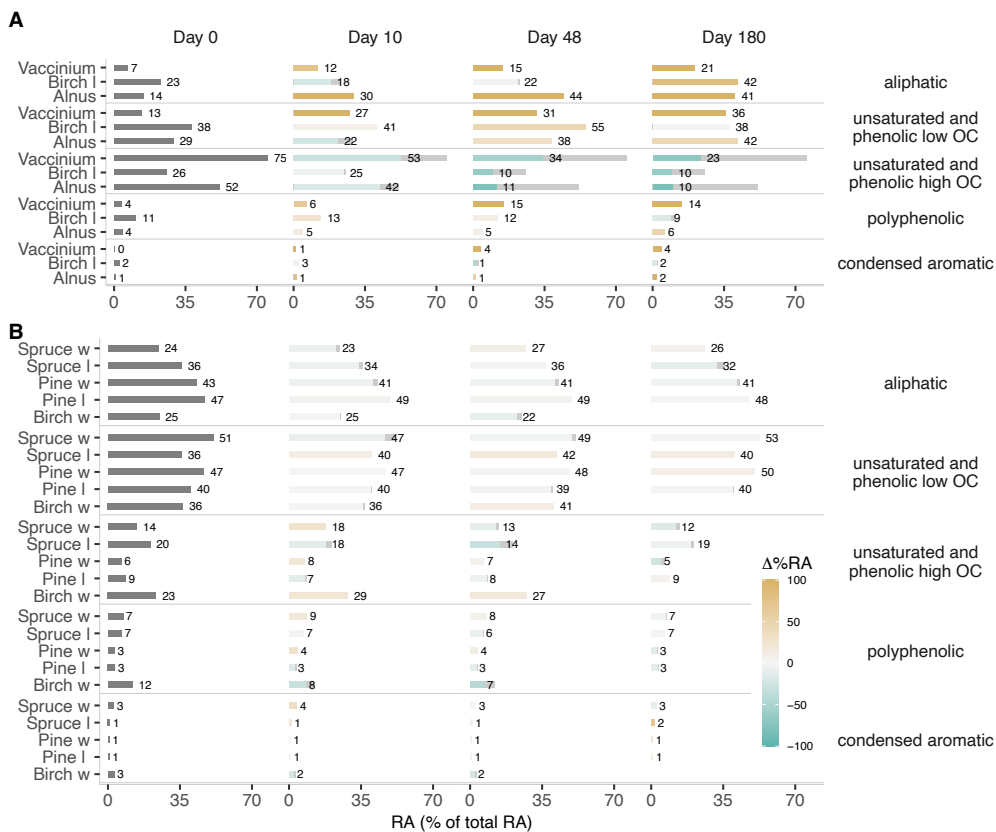 A
Day 0 Day 10 Day 48 Day 180
Vaccinium 7 12 15 21
Birch l 23 18 22 42 aliphatic
Alnus 14 30 44 41
Vaccinium 13 27 31 36 unsaturated and
Birch l 38 41 55 38 phenolic low OC
Alnus 29 22 38 42
Vaccinium 75 53 34 23 unsaturated and
Birch l 26 25 10 10 phenolic high OC
Alnus 52 42 11 10
Vaccinium 4 6 15 14
Birch l 11 13 12 9 polyphenolic
Alnus 4 5 5 6
Vaccinium 0 1 4 4
Birch l 2 3 1 2 condensed aromatic
Alnus 1 1 1 2
0 35 70 0 35 70 0 35 70 0 35 70
B
Spruce w 24 23 27 26
Spruce l 36 34 36 32
Pine w 43 41 41 41 aliphatic
Pine l 47 49 49 48
Birch w 25 25 22
Spruce w 51 47 49 53
Spruce l 36 40 42 40 unsaturated and
Pine w 47 47 48 50 phenolic low OC
Pine l 40 40 39 40
Birch w 36 36 41
Spruce w 14 18 13 12
Spruce l 20 18 14 19 unsaturated and
Pine w 6 8 7 5 phenolic high OC
Pine l 9 7 8 9
Birch w 23 29 27
Δ%RA
100
50
0
−50
−100
Spruce w 7 9 8 7
Spruce l 7 7 6 7
Pine w 3 4 4 3 polyphenolic
Pine l 3 3 3 3
Birch w 12 8 7
Spruce w 3 4 3 3
Spruce l 1 1 1 2
Pine w 1 1 1 1 condensed aromatic
Pine l 1 1 1 1
Birch w 3 2 2
0 35 70 0 35 70 0 35 70 0 35 70
RA (% of total RA)